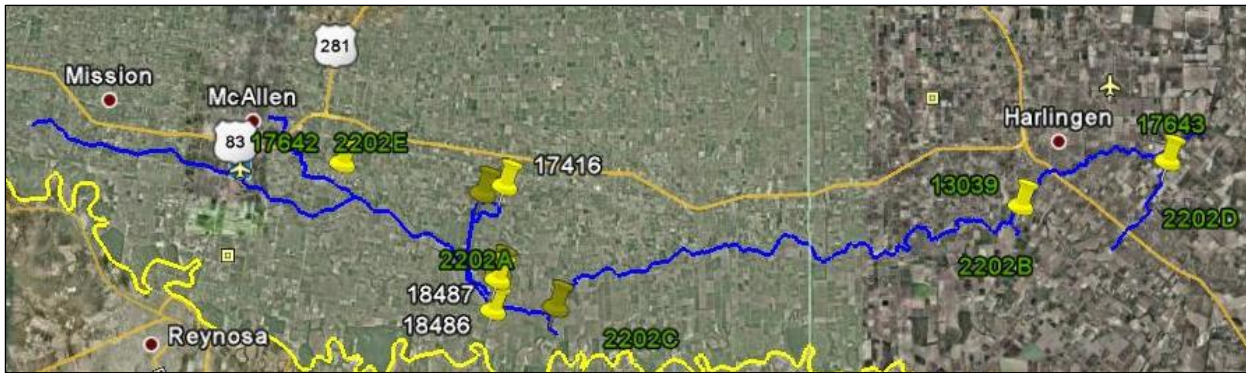 281
Mission
McAllen
83
17642
2202E
17416
Harlingen
17643
13039
2202D
2202A
2202B
18487
18486
2202C
Reynosa